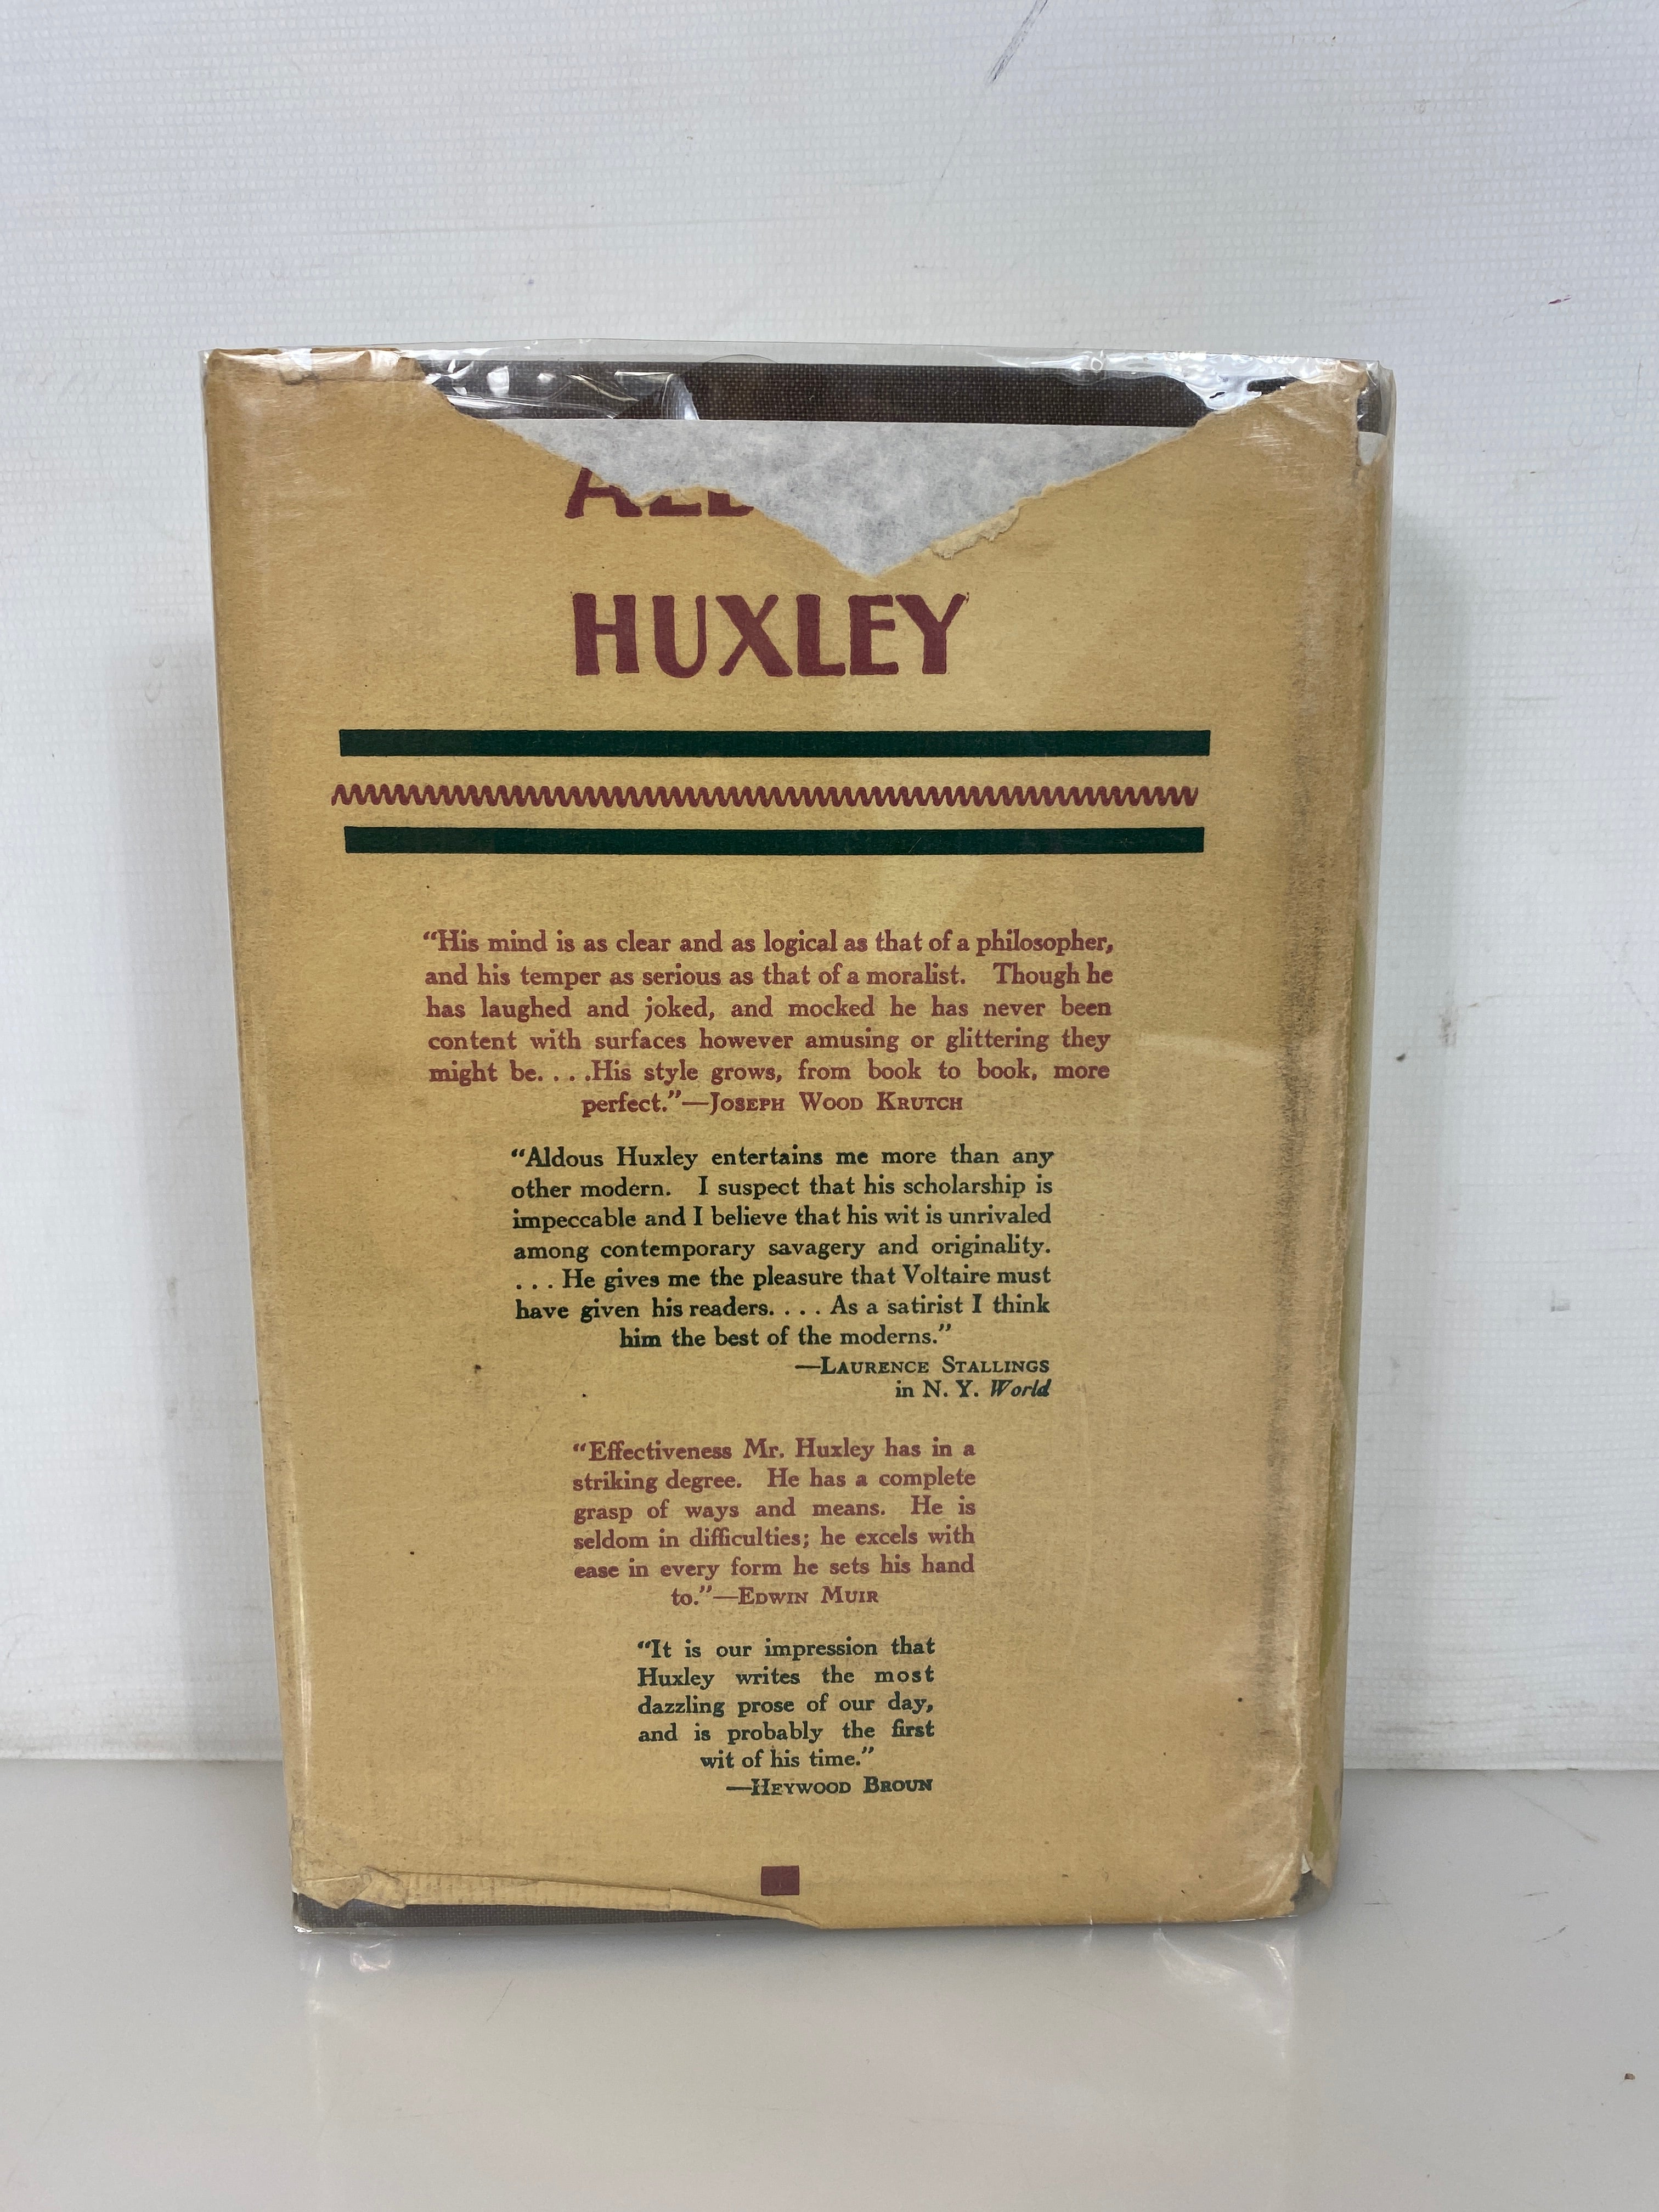 HUXLEY
“His mind is as clear and as logical as that of a philosopher,
and his temper as serious as that of a moralist. Though he
has laughed and joked, and mocked he has never been
content with surfaces however amusing or glittering they
might be. . . .His style grows, from book to book, more
perfect.”—JOSEPH WOOD KRUTCH
“Aldous Huxley entertains me more than any
other modern. I suspect that his scholarship is
impeccable and I believe that his wit is unrivaled
among contemporary savagery and originality.
. . . He gives me the pleasure that Voltaire must
have given his readers. . . . As a satirist I think
him the best of the moderns.”
—LAURENCE STALLINGS
in N. Y. World
“Effectiveness Mr. Huxley has in a
striking degree. He has a complete
grasp of ways and means. He is
seldom in difficulties; he excels with
ease in every form he sets his hand
to.”—EDWIN MUIR
“It is our impression that
Huxley writes the most
dazzling prose of our day,
and is probably the first
wit of his time.”
—HEYWOOD BROUN